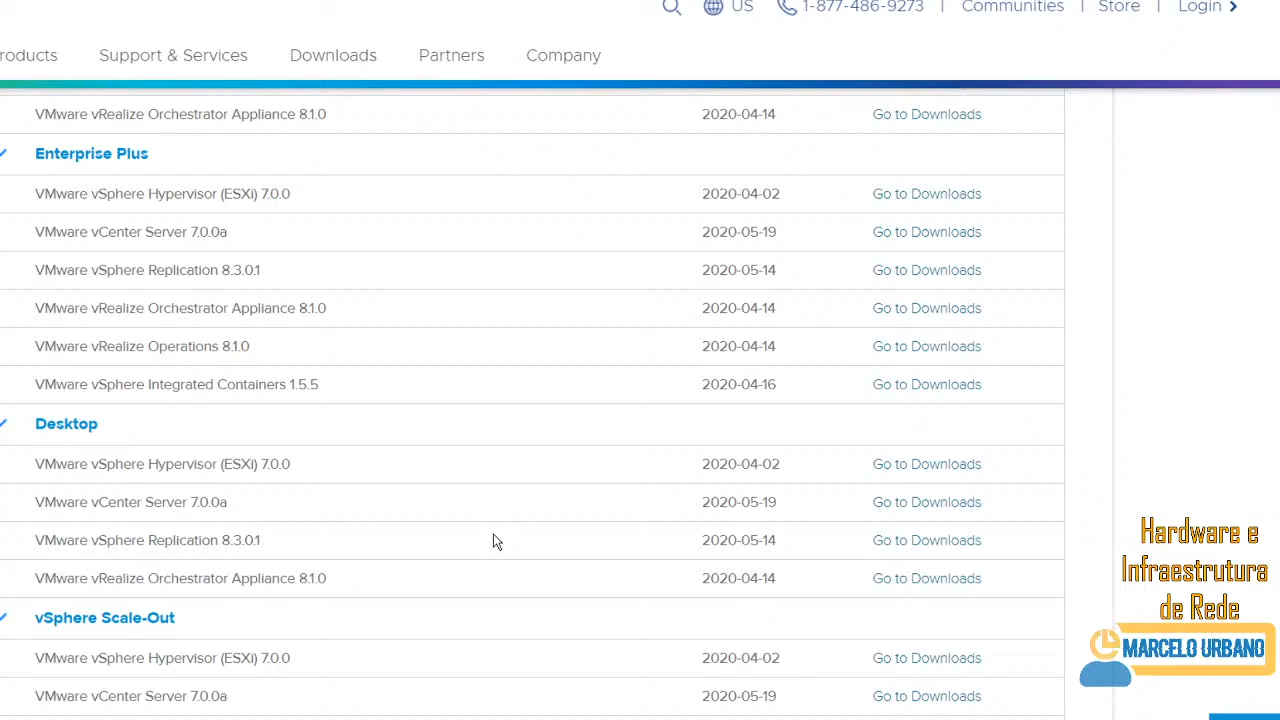 US 1-877-486-9273 | Communities | Store | Login
roducts Support & Services Downloads Partners Company
VMware vRealize Orchestrator Appliance 8.1.0 2020-04-14 Go to Downloads
Enterprise Plus
VMware vSphere Hypervisor (ESXi) 7.0.0 2020-04-02 Go to Downloads
VMware vCenter Server 7.0.0a 2020-05-19 Go to Downloads
VMware vSphere Replication 8.3.0.1 2020-05-14 Go to Downloads
VMware vRealize Orchestrator Appliance 8.1.0 2020-04-14 Go to Downloads
VMware vRealize Operations 8.1.0 2020-04-14 Go to Downloads
VMware vSphere Integrated Containers 1.5.5 2020-04-16 Go to Downloads
Desktop
VMware vSphere Hypervisor (ESXi) 7.0.0 2020-04-02 Go to Downloads
VMware vCenter Server 7.0.0a 2020-05-19 Go to Downloads
VMware vSphere Replication 8.3.0.1 2020-05-14 Go to Downloads
VMware vRealize Orchestrator Appliance 8.1.0 2020-04-14 Go to Downloads
vSphere Scale-Out
VMware vSphere Hypervisor (ESXi) 7.0.0 2020-04-02 Go to Downloads
VMware vCenter Server 7.0.0a 2020-05-19 Go to Downloads
Hardware e
Infraestrutura
de Rede
MARCELO URBANO